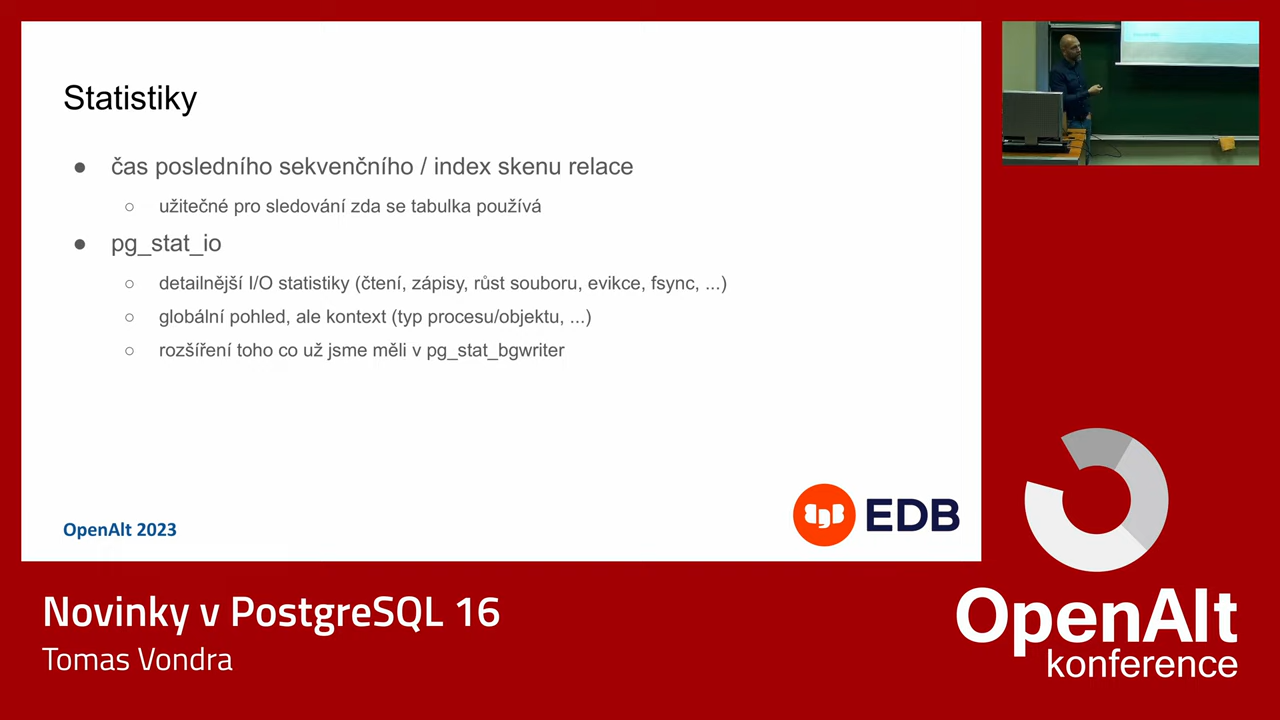 Statistiky
● čas posledního sekvenčního / index skenu relace
○ užitečné pro sledování zda se tabulka používá
● pg_stat_io
○ detailnější I/O statistiky (čtení, zápisy, růst souboru, evikce, fsync, ...)
○ globální pohled, ale kontext (typ procesu/objektu, ...)
○ rozšíření toho co už jsme měli v pg_stat_bgwriter
OpenAlt 2023
EDB
Novinky v PostgreSQL 16
Tomas Vondra
OpenAlt
konference